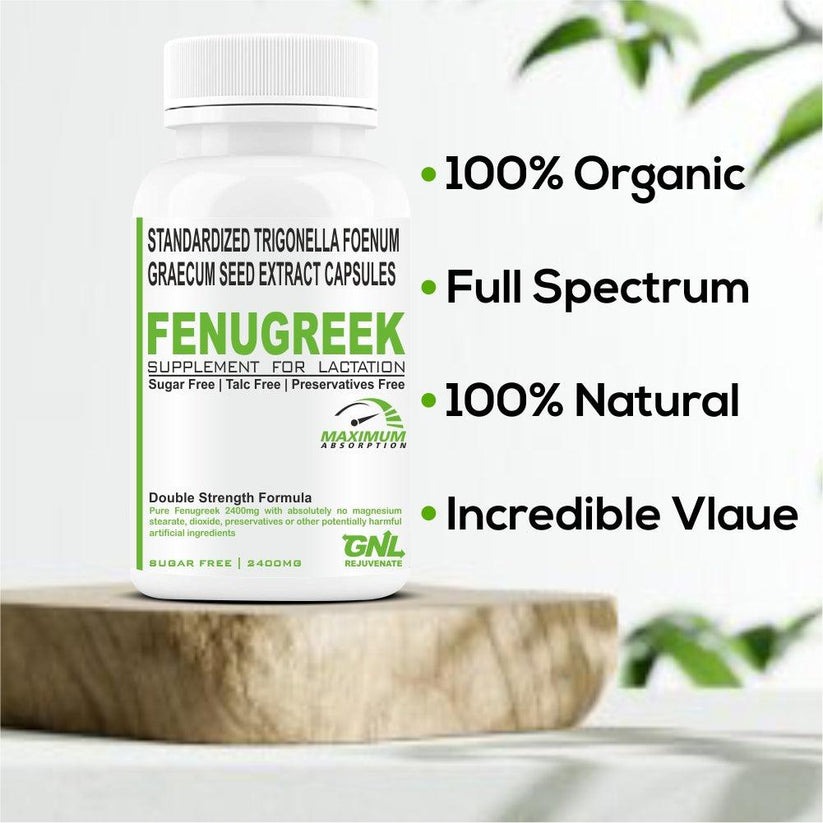 STANDARDIZED TRIGONELLA FOENUM
GRAECUM SEED EXTRACT CAPSULES
FENUGREEK
SUPPLEMENT FOR LACTATION
Sugar Free | Talc Free | Preservatives Free
MAXIMUM
ABSORPTION
Double Strength Formula
Pure Fenugreek 2400mg with absolutely no magnesium
stearate, dioxide, preservatives or other potentially harmful
artificial ingredients
GNL
REJUVENATE
SUGAR FREE | 2400MG
• 100% Organic
• Full Spectrum
• 100% Natural
• Incredible Vlaue